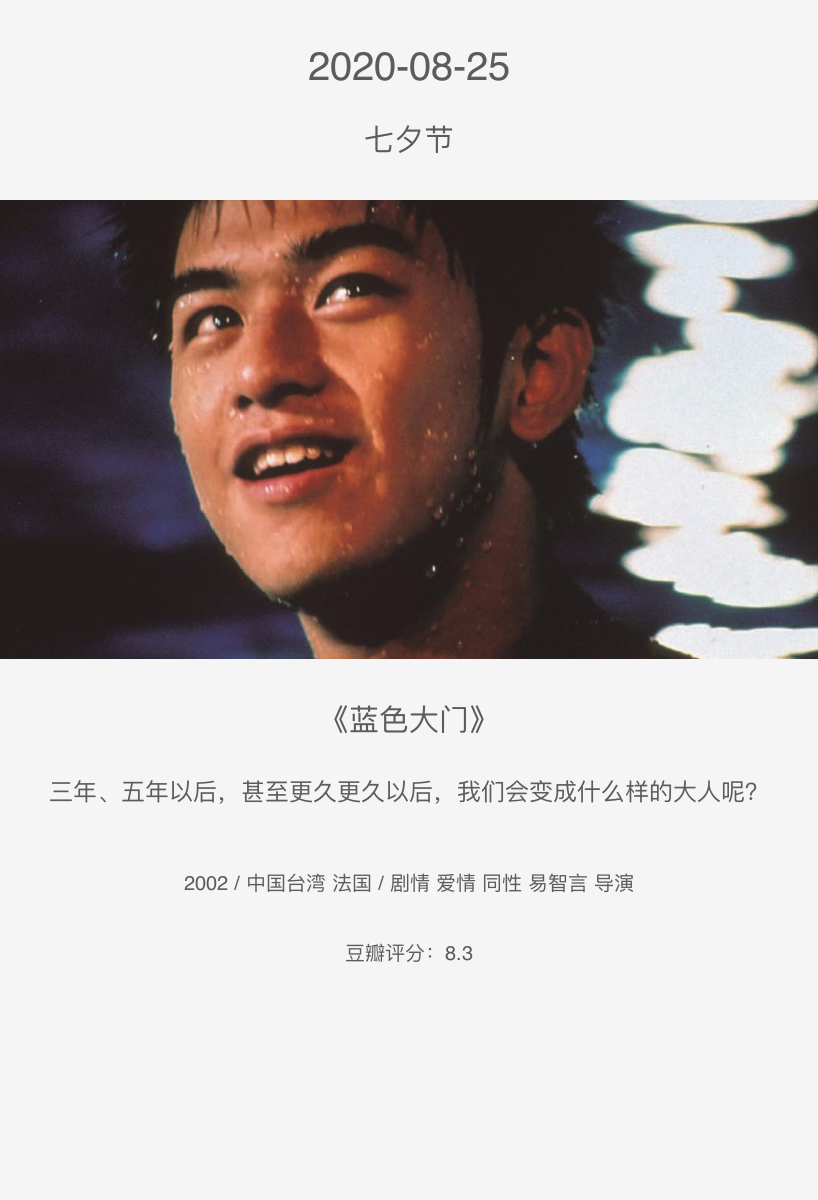 2020-08-25
七夕节
《蓝色大门》
三年、五年以后，甚至更久更久以后，我们会变成什么样的大人呢？
2002 / 中国台湾 法国 / 剧情 爱情 同性 易智言 导演
豆瓣评分：8.3